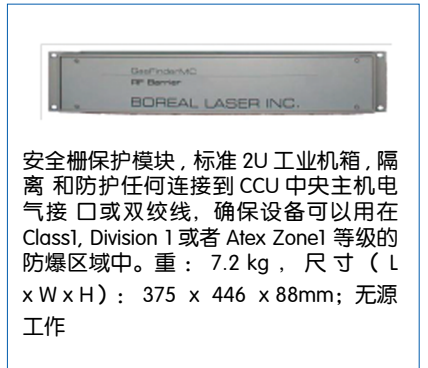 GasFinderMC
RF Barrier
BOREAL LASER INC.
安全栅保护模块，标准 2U 工业机箱，隔
离 和防护任何连接到 CCU 中央主机电
气接 口或双绞线，确保设备可以用在
Class1, Division 1 或者 Atex Zone1 等级的
防爆区域中。重： 7.2 kg ， 尺 寸 （ L
x W x H）： 375 x 446 x 88mm；无源
工作